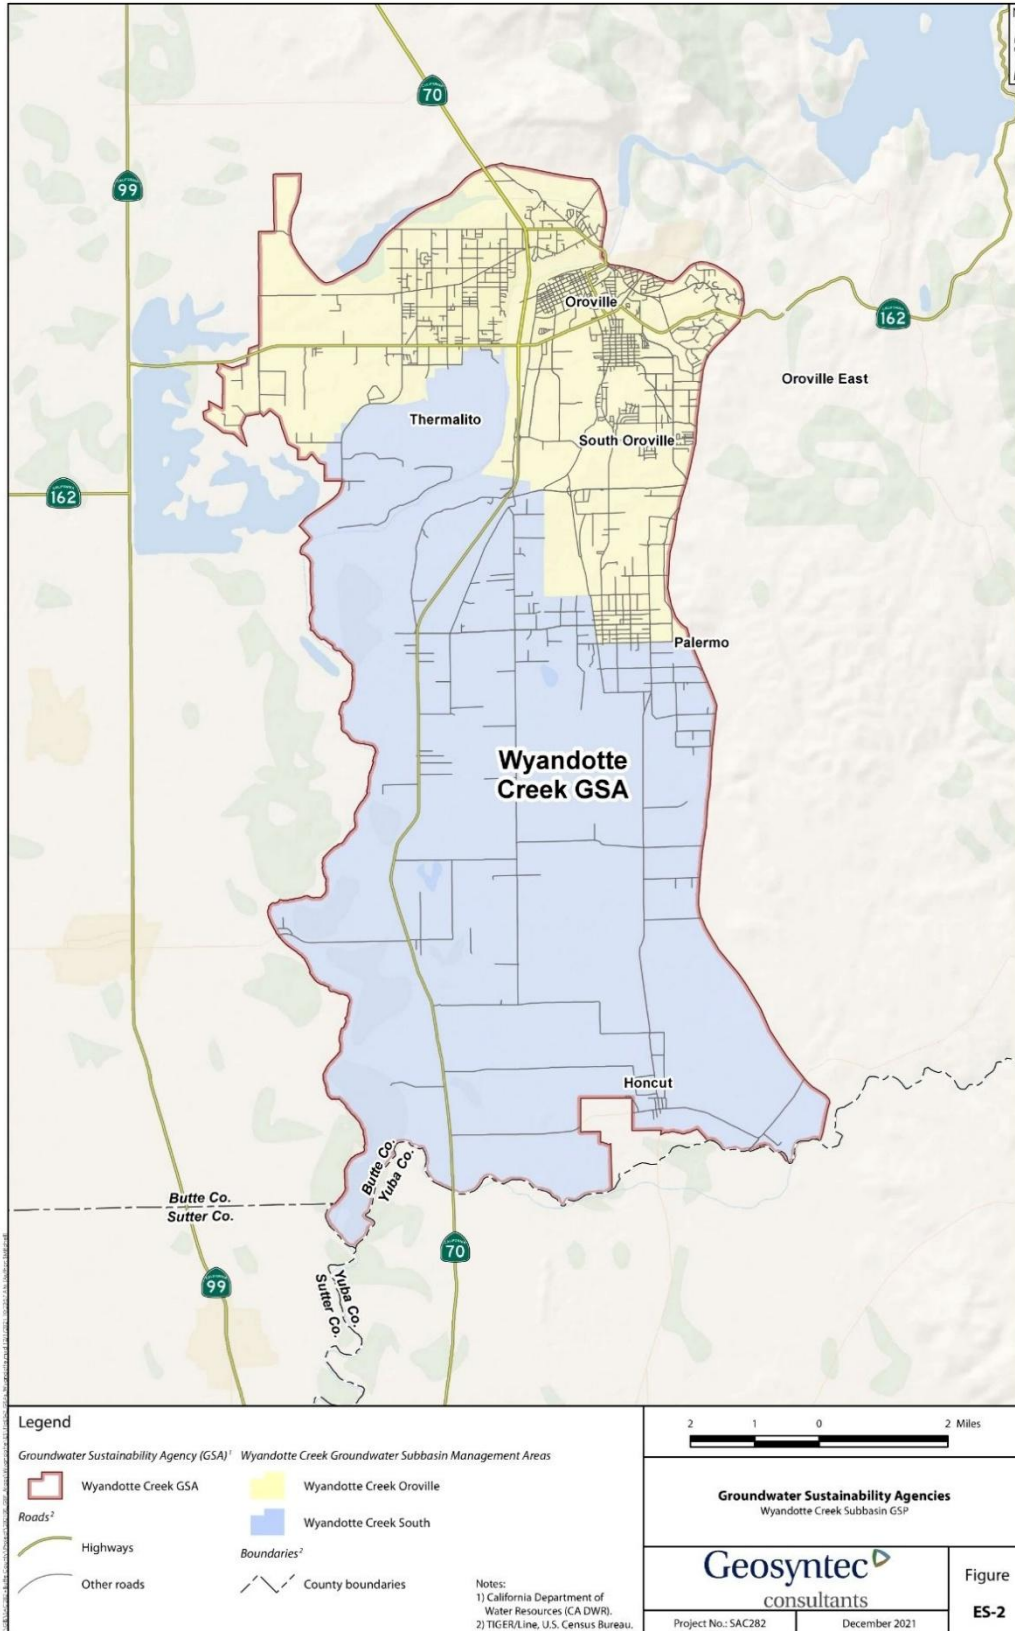 70
99
Oroville
162
Oroville East
Thermalito
South Oroville
162
Palermo
Wyandotte
Creek GSA
Honcut
Butte Co.
Yuba Co.
Butte Co.
Sutter Co.
70
99
Yuba Co.
Sutter Co.
Legend
Groundwater Sustainability Agency (GSA)¹
Wyandotte Creek GSA
Roads²
Highways
Other roads
Wyandotte Creek Groundwater Subbasin Management Areas
Wyandotte Creek Oroville
Wyandotte Creek South
Boundaries²
County boundaries
Notes:
1) California Department of
Water Resources (CA DWR).
2) TIGER/Line, U.S. Census Bureau.
2 1 0 2 Miles
Groundwater Sustainability Agencies
Wyandotte Creek Subbasin GSP
Geosyntec
consultants
Project No.: SAC282
December 2021
Figure
ES-2